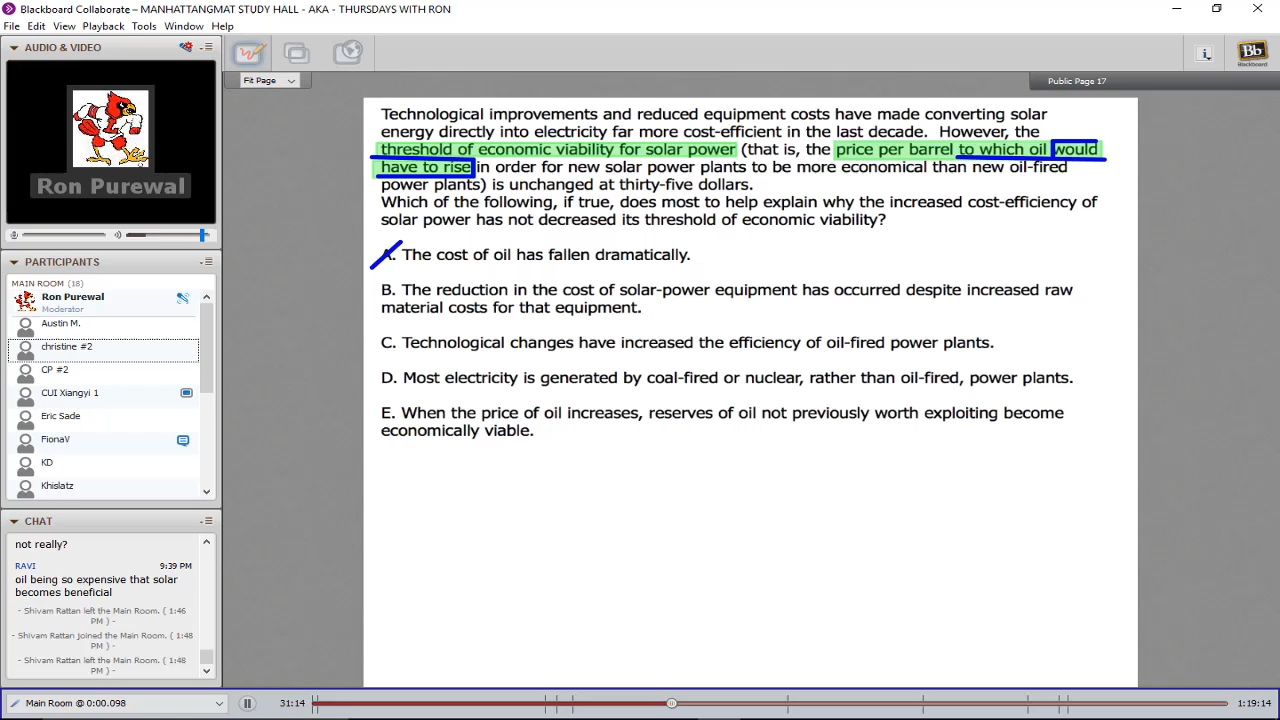 Blackboard Collaborate – MANHATTANGMAT STUDY HALL - AKA - THURSDAYS WITH RON
File Edit View Playback Tools Window Help
AUDIO & VIDEO
Ron Purewal
PARTICIPANTS
MAIN ROOM (18)
Ron Purewal
Moderator
Austin M.
christine #2
CP #2
CUI Xiangyi 1
Eric Sade
FionaV
KD
Khislatz
CHAT
not really?
RAVI 9:39 PM
oil being so expensive that solar
becomes beneficial
- Shivam Rattan left the Main Room. ( 1:46
PM ) -
- Shivam Rattan joined the Main Room. ( 1:48
PM ) -
- Shivam Rattan left the Main Room. ( 1:48
PM ) -
Fit Page
Public Page 17
Bb
Blackboard
Technological improvements and reduced equipment costs have made converting solar
energy directly into electricity far more cost-efficient in the last decade. However, the
threshold of economic viability for solar power (that is, the price per barrel to which oil would
have to rise in order for new solar power plants to be more economical than new oil-fired
power plants) is unchanged at thirty-five dollars.
Which of the following, if true, does most to help explain why the increased cost-efficiency of
solar power has not decreased its threshold of economic viability?
A. The cost of oil has fallen dramatically.
B. The reduction in the cost of solar-power equipment has occurred despite increased raw
material costs for that equipment.
C. Technological changes have increased the efficiency of oil-fired power plants.
D. Most electricity is generated by coal-fired or nuclear, rather than oil-fired, power plants.
E. When the price of oil increases, reserves of oil not previously worth exploiting become
economically viable.
Main Room @ 0:00.098
31:14
1:19:14